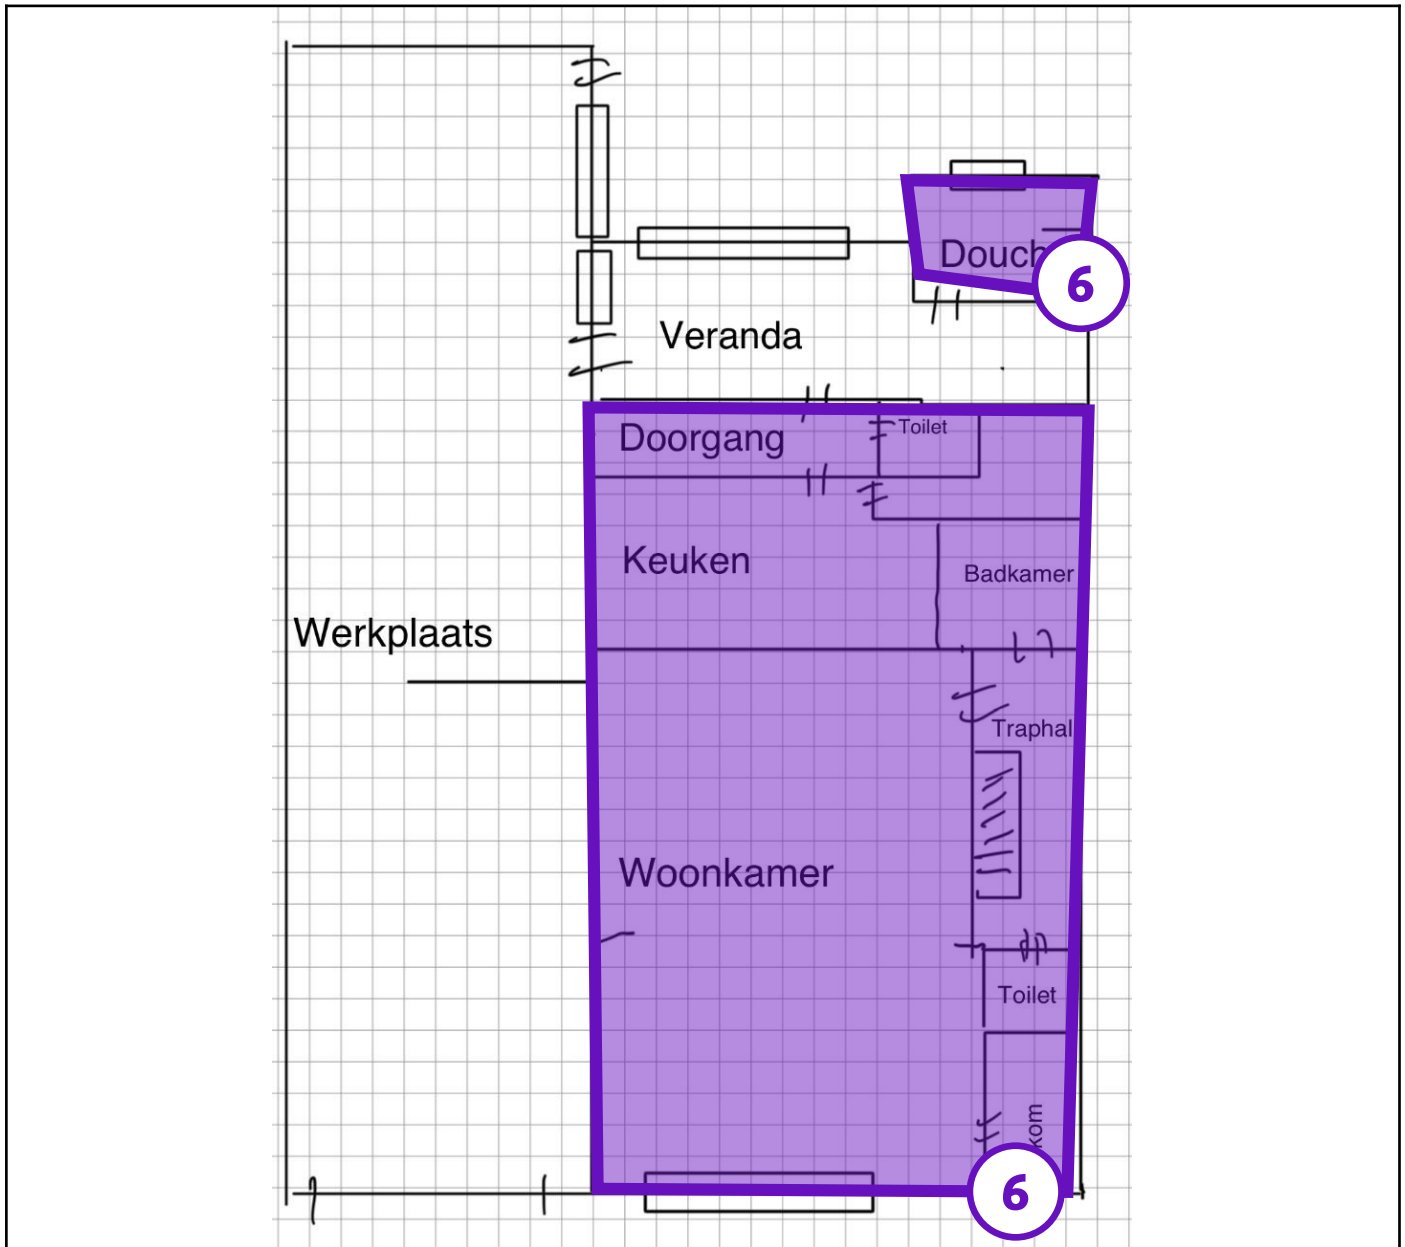 Douch
6
Veranda
Doorgang
Toilet
Keuken
Badkamer
Werkplaats
Traphal
Woonkamer
Toilet
kom
6